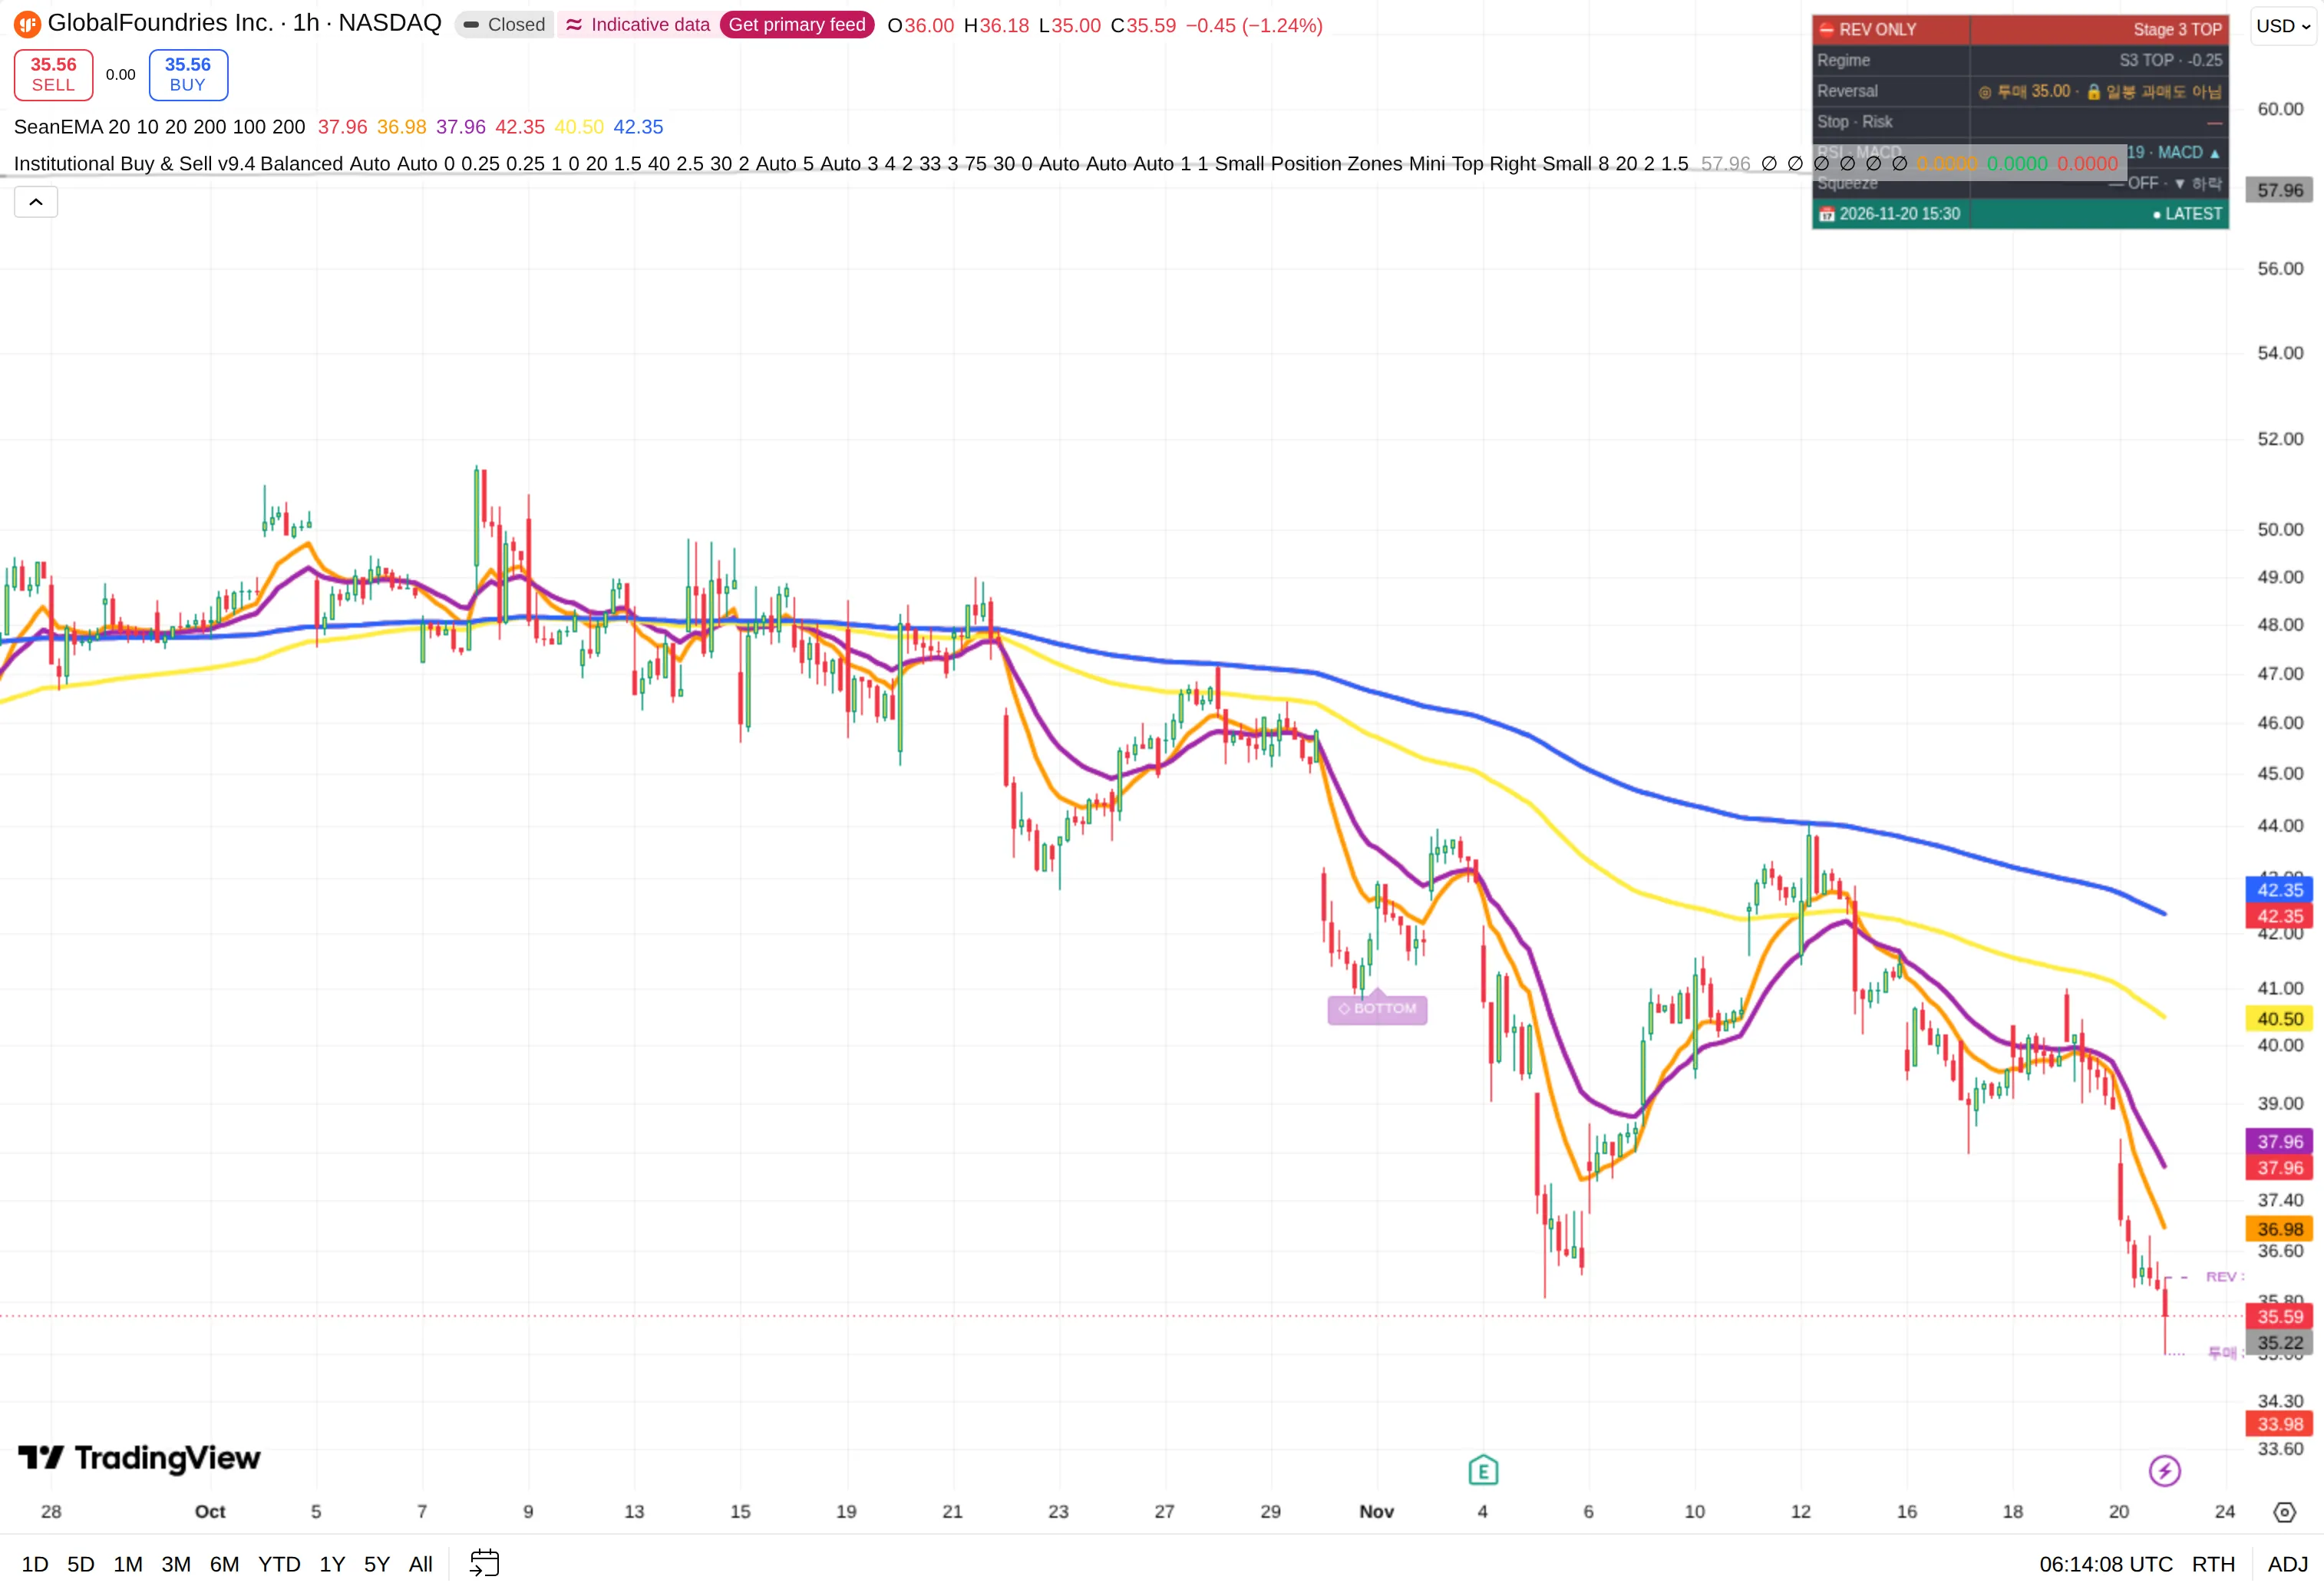 GlobalFoundries Inc. · 1h · NASDAQ Closed Indicative data Get primary feed O36.00 H36.18 L35.00 C35.59 −0.45 (−1.24%)
35.56 SELL 0.00 35.56 BUY
SeanEMA 20 10 20 200 100 200 37.96 36.98 37.96 42.35 40.50 42.35
Institutional Buy & Sell v9.4 Balanced Auto Auto 0 0.25 0.25 1 0 20 1.5 40 2.5 30 2 Auto 5 Auto 3 4 2 33 3 75 30 0 Auto Auto Auto 1 1 Small Position Zones Mini Top Right Small 8 20 2 1.5 57.96 ∅ ∅ ∅ ∅ ∅ ∅ 0.0000 0.0000 0.0000
REV ONLY Stage 3 TOP
Regime S3 TOP · -0.25
Reversal ◎ 투매 35.00 · 🔒 일봉 과매도 아님
Stop · Risk —
RSI · MACD 19 · MACD ▲
Squeeze — OFF · ▼ 하락
📅 2026-11-20 15:30 ● LATEST
USD
60.00
57.96
56.00
54.00
52.00
50.00
49.00
48.00
47.00
46.00
45.00
44.00
42.35
42.35
42.00
41.00
40.50
40.00
39.00
37.96
37.96
37.40
36.98
36.60
35.80
35.59
35.22
34.30
33.98
33.60
◇ BOTTOM
REV :
투매 :
E
TradingView
28 Oct 5 7 9 13 15 19 21 23 27 29 Nov 4 6 10 12 16 18 20 24
1D 5D 1M 3M 6M YTD 1Y 5Y All 06:14:08 UTC RTH ADJ